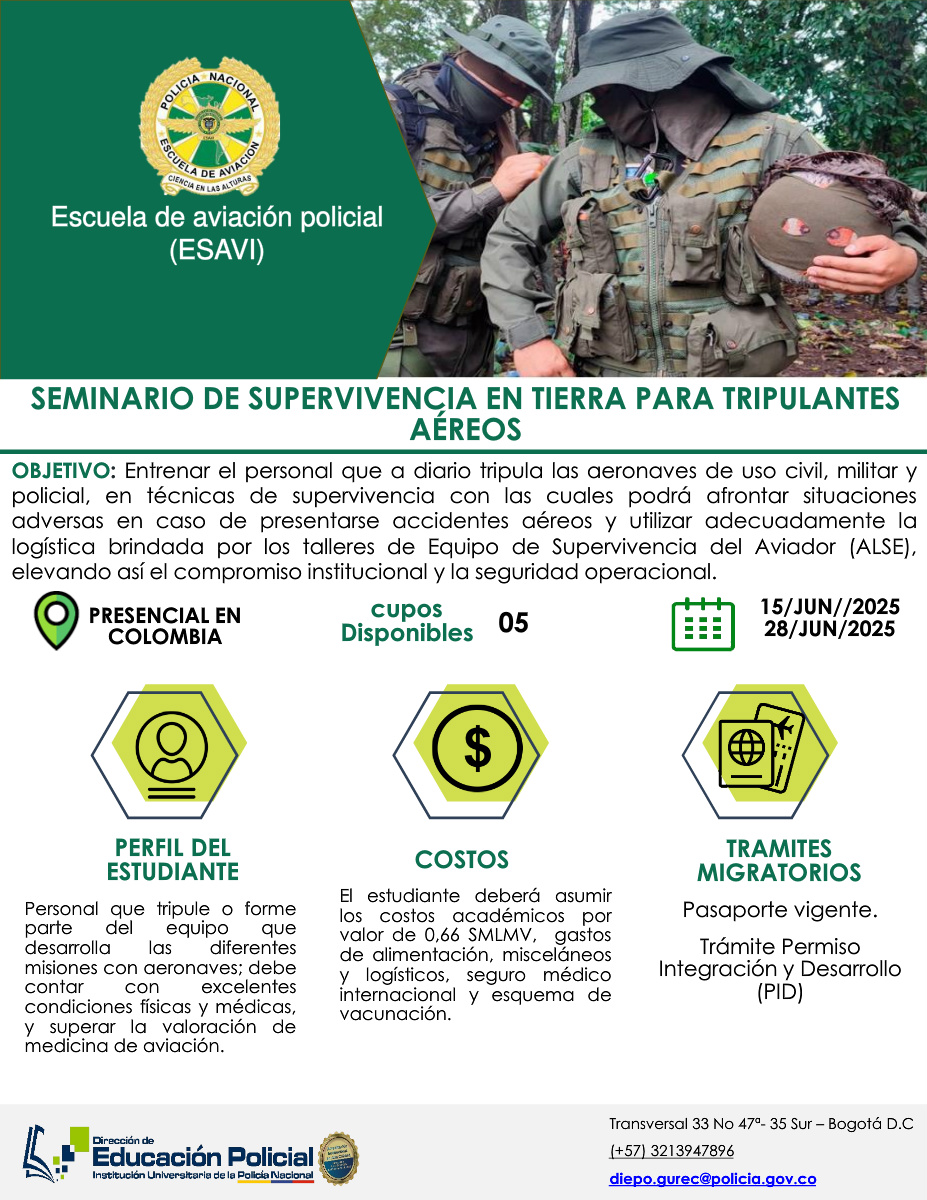 POLICIA NACIONAL
ESCUELA DE AVIACION
CIENCIA EN LAS ALTURAS
Escuela de aviación policial
(ESAVI)
SEMINARIO DE SUPERVIVENCIA EN TIERRA PARA TRIPULANTES
AÉREOS
OBJETIVO: Entrenar el personal que a diario tripula las aeronaves de uso civil, militar y
policial, en técnicas de supervivencia con las cuales podrá afrontar situaciones
adversas en caso de presentarse accidentes aéreos y utilizar adecuadamente la
logística brindada por los talleres de Equipo de Supervivencia del Aviador (ALSE),
elevando así el compromiso institucional y la seguridad operacional.
PRESENCIAL EN
COLOMBIA
cupos
Disponibles
05
15/JUN//2025
28/JUN/2025
$
PERFIL DEL
ESTUDIANTE
Personal que tripule o forme
parte del equipo que
desarrolla las diferentes
misiones con aeronaves; debe
contar con excelentes
condiciones físicas y médicas,
y superar la valoración de
medicina de aviación.
COSTOS
El estudiante deberá asumir
los costos académicos por
valor de 0,66 SMLMV, gastos
de alimentación, misceláneos
y logísticos, seguro médico
internacional y esquema de
vacunación.
TRAMITES
MIGRATORIOS
Pasaporte vigente.
Trámite Permiso
Integración y Desarrollo
(PID)
Dirección de
Educación Policial
Institución Universitaria de la Policía Nacional
Transversal 33 No 47ª- 35 Sur – Bogotá D.C
(+57) 3213947896
diepo.gurec@policia.gov.co